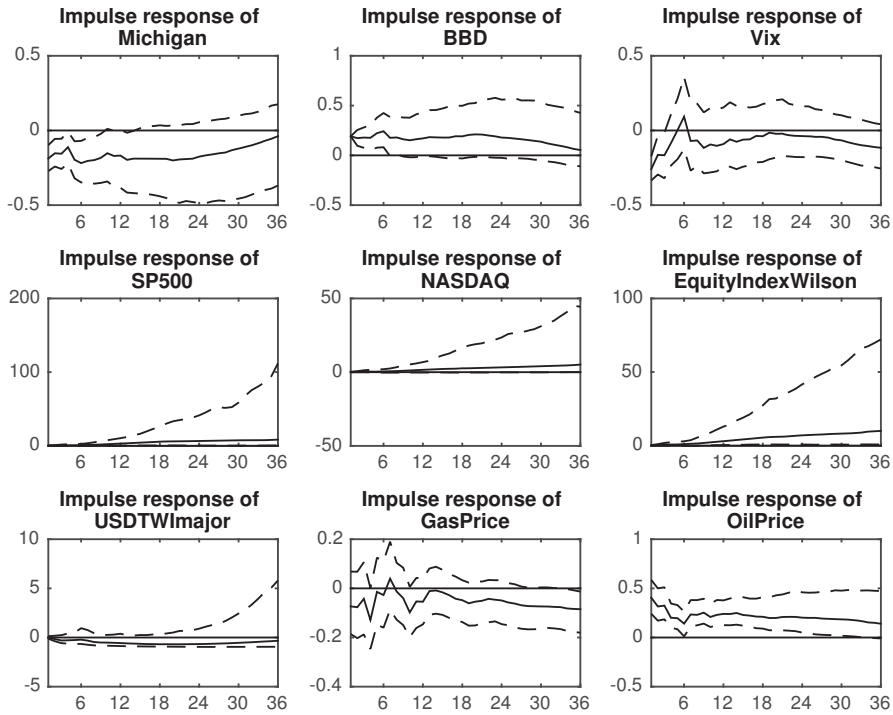 Impulse response of
Michigan
0.5
0
-0.5
6 12 18 24 30 36
Impulse response of
BBD
1
0.5
0
-0.5
6 12 18 24 30 36
Impulse response of
Vix
0.5
0
-0.5
6 12 18 24 30 36
Impulse response of
SP500
200
100
0
6 12 18 24 30 36
Impulse response of
NASDAQ
50
0
-50
6 12 18 24 30 36
Impulse response of
EquityIndexWilson
100
50
0
6 12 18 24 30 36
Impulse response of
USDTWImajor
10
5
0
-5
6 12 18 24 30 36
Impulse response of
GasPrice
0.2
0
-0.2
-0.4
6 12 18 24 30 36
Impulse response of
OilPrice
1
0.5
0
0.5
6 12 18 24 30 36